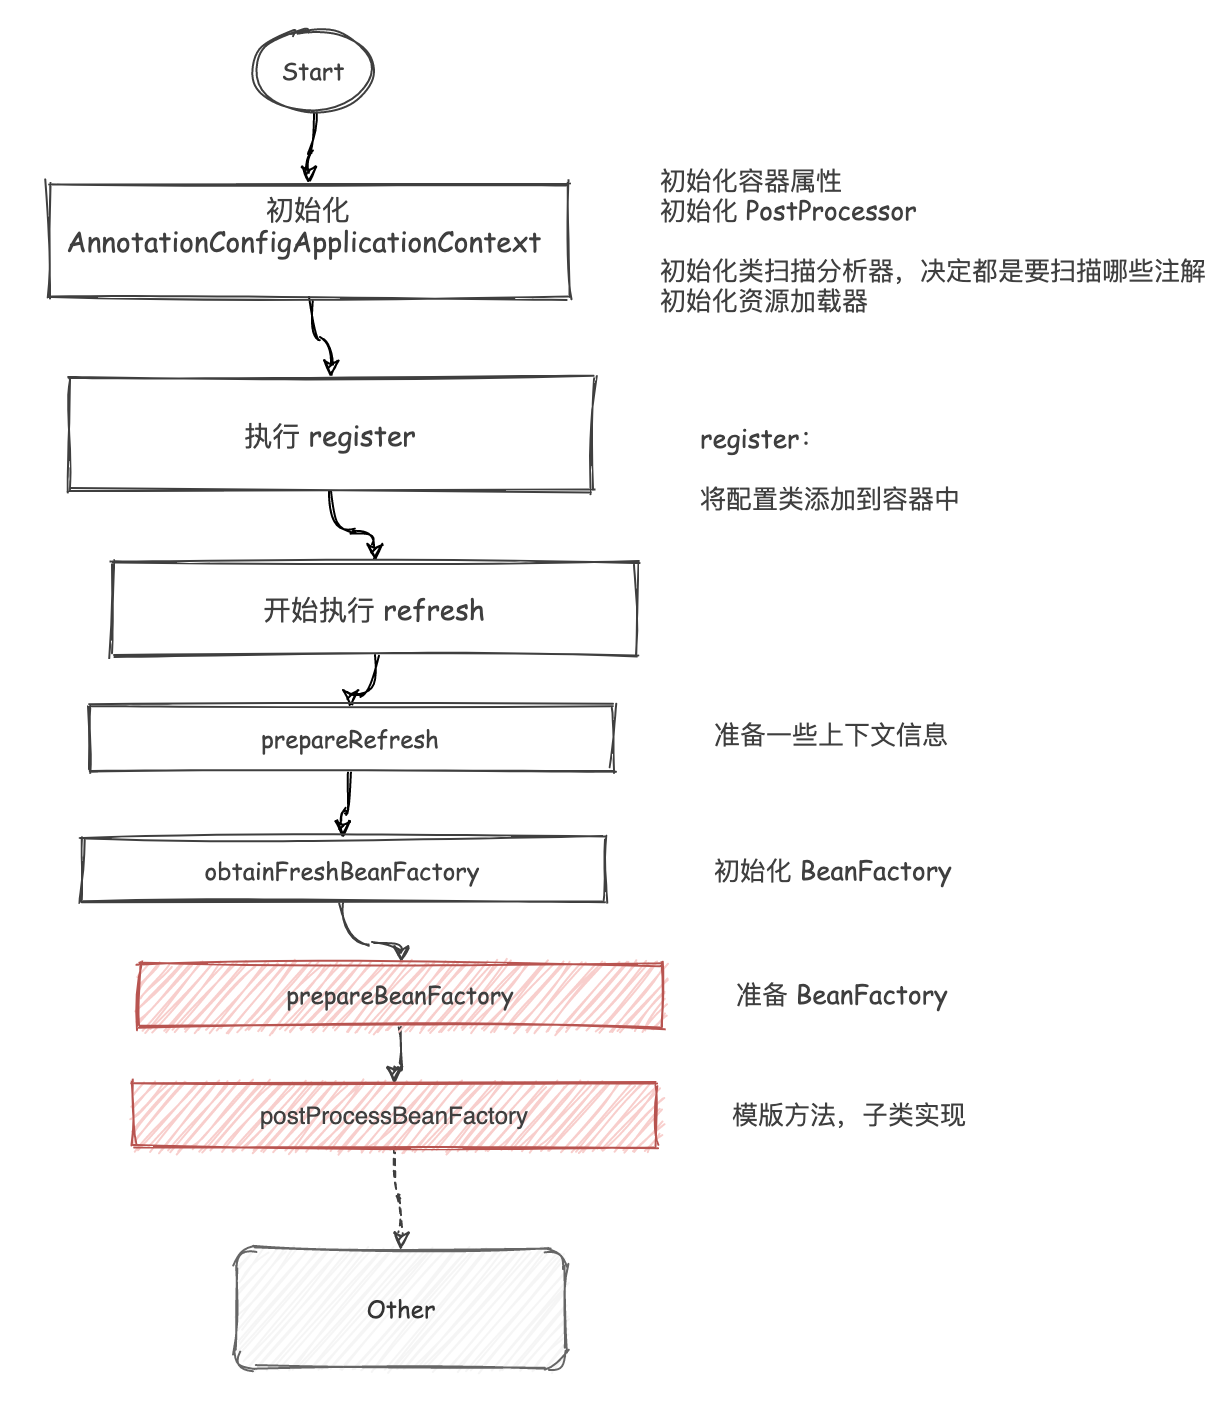 Start
初始化
AnnotationConfigApplicationContext
初始化容器属性
初始化 PostProcessor
初始化类扫描分析器，决定都是要扫描哪些注解
初始化资源加载器
执行 register
register：
将配置类添加到容器中
开始执行 refresh
prepareRefresh
准备一些上下文信息
obtainFreshBeanFactory
初始化 BeanFactory
prepareBeanFactory
准备 BeanFactory
postProcessBeanFactory
模版方法，子类实现
Other